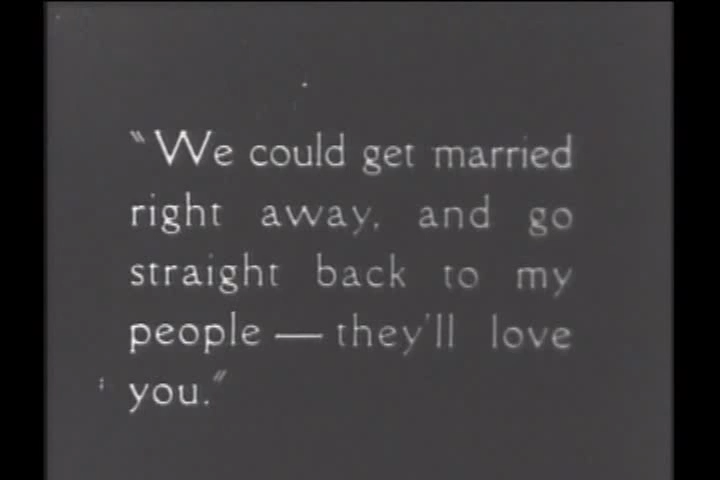 "We could get married
right away, and go
straight back to my
people — they'll love
you."